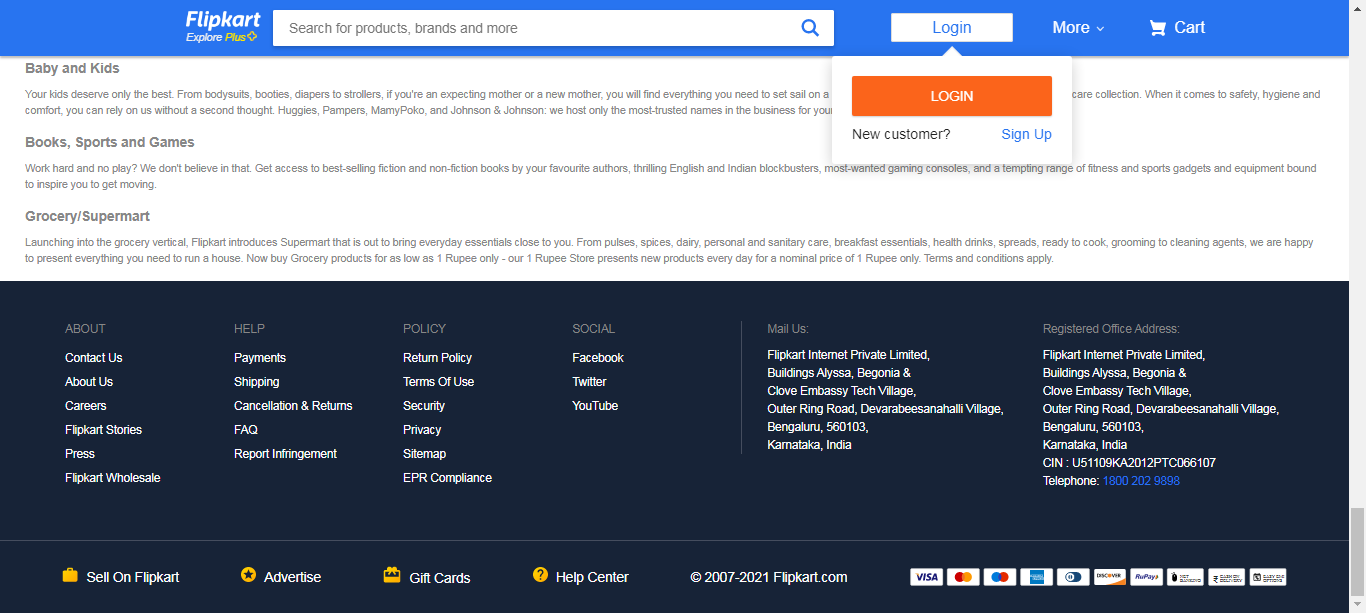 Flipkart
Explore Plus
Search for products, brands and more
Login
More
Cart
LOGIN
New customer?
Sign Up
Baby and Kids
Your kids deserve only the best. From bodysuits, booties, diapers to strollers, if you're an expecting mother or a new mother, you will find everything you need to set sail on a care collection. When it comes to safety, hygiene and
comfort, you can rely on us without a second thought. Huggies, Pampers, MamyPoko, and Johnson & Johnson: we host only the most-trusted names in the business for your
Books, Sports and Games
Work hard and no play? We don't believe in that. Get access to best-selling fiction and non-fiction books by your favourite authors, thrilling English and Indian blockbusters, most-wanted gaming consoles, and a tempting range of fitness and sports gadgets and equipment bound
to inspire you to get moving.
Grocery/Supermart
Launching into the grocery vertical, Flipkart introduces Supermart that is out to bring everyday essentials close to you. From pulses, spices, dairy, personal and sanitary care, breakfast essentials, health drinks, spreads, ready to cook, grooming to cleaning agents, we are happy
to present everything you need to run a house. Now buy Grocery products for as low as 1 Rupee only - our 1 Rupee Store presents new products every day for a nominal price of 1 Rupee only. Terms and conditions apply.
ABOUT
Contact Us
About Us
Careers
Flipkart Stories
Press
Flipkart Wholesale
HELP
Payments
Shipping
Cancellation & Returns
FAQ
Report Infringement
POLICY
Return Policy
Terms Of Use
Security
Privacy
Sitemap
EPR Compliance
SOCIAL
Facebook
Twitter
YouTube
Mail Us:
Flipkart Internet Private Limited,
Buildings Alyssa, Begonia &
Clove Embassy Tech Village,
Outer Ring Road, Devarabeesanahalli Village,
Bengaluru, 560103,
Karnataka, India
Registered Office Address:
Flipkart Internet Private Limited,
Buildings Alyssa, Begonia &
Clove Embassy Tech Village,
Outer Ring Road, Devarabeesanahalli Village,
Bengaluru, 560103,
Karnataka, India
CIN : U51109KA2012PTC066107
Telephone: 1800 202 9898
Sell On Flipkart
Advertise
Gift Cards
Help Center
© 2007-2021 Flipkart.com
VISA
DISCOVER
RuPay
NET BANKING
CASH ON DELIVERY
EASY EMI OPTIONS